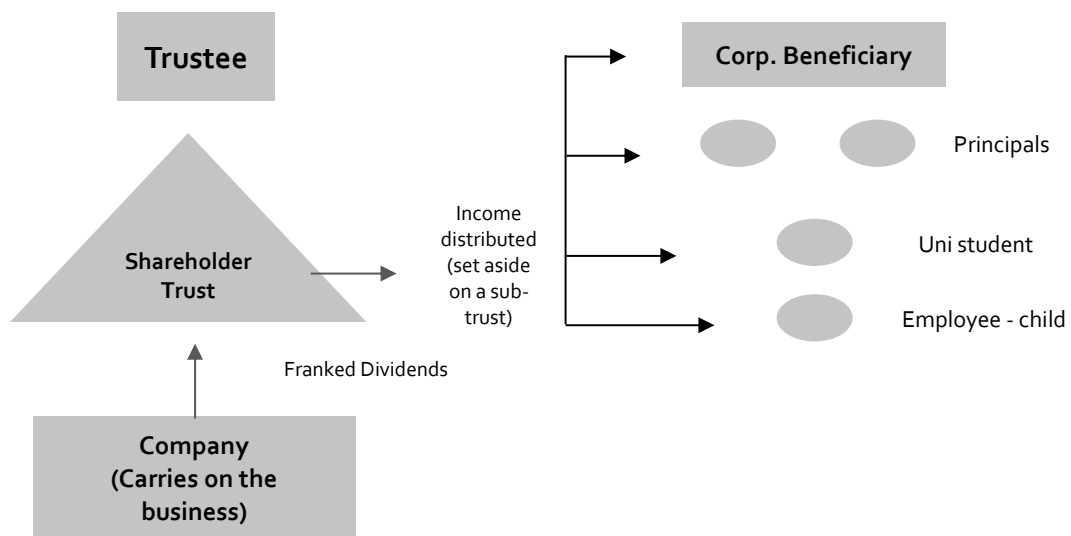 Trustee
Corp. Beneficiary
Principals
Income
distributed
(set aside
on a sub-
trust)
Uni student
Shareholder
Trust
Employee - child
Franked Dividends
Company
(Carries on the
business)